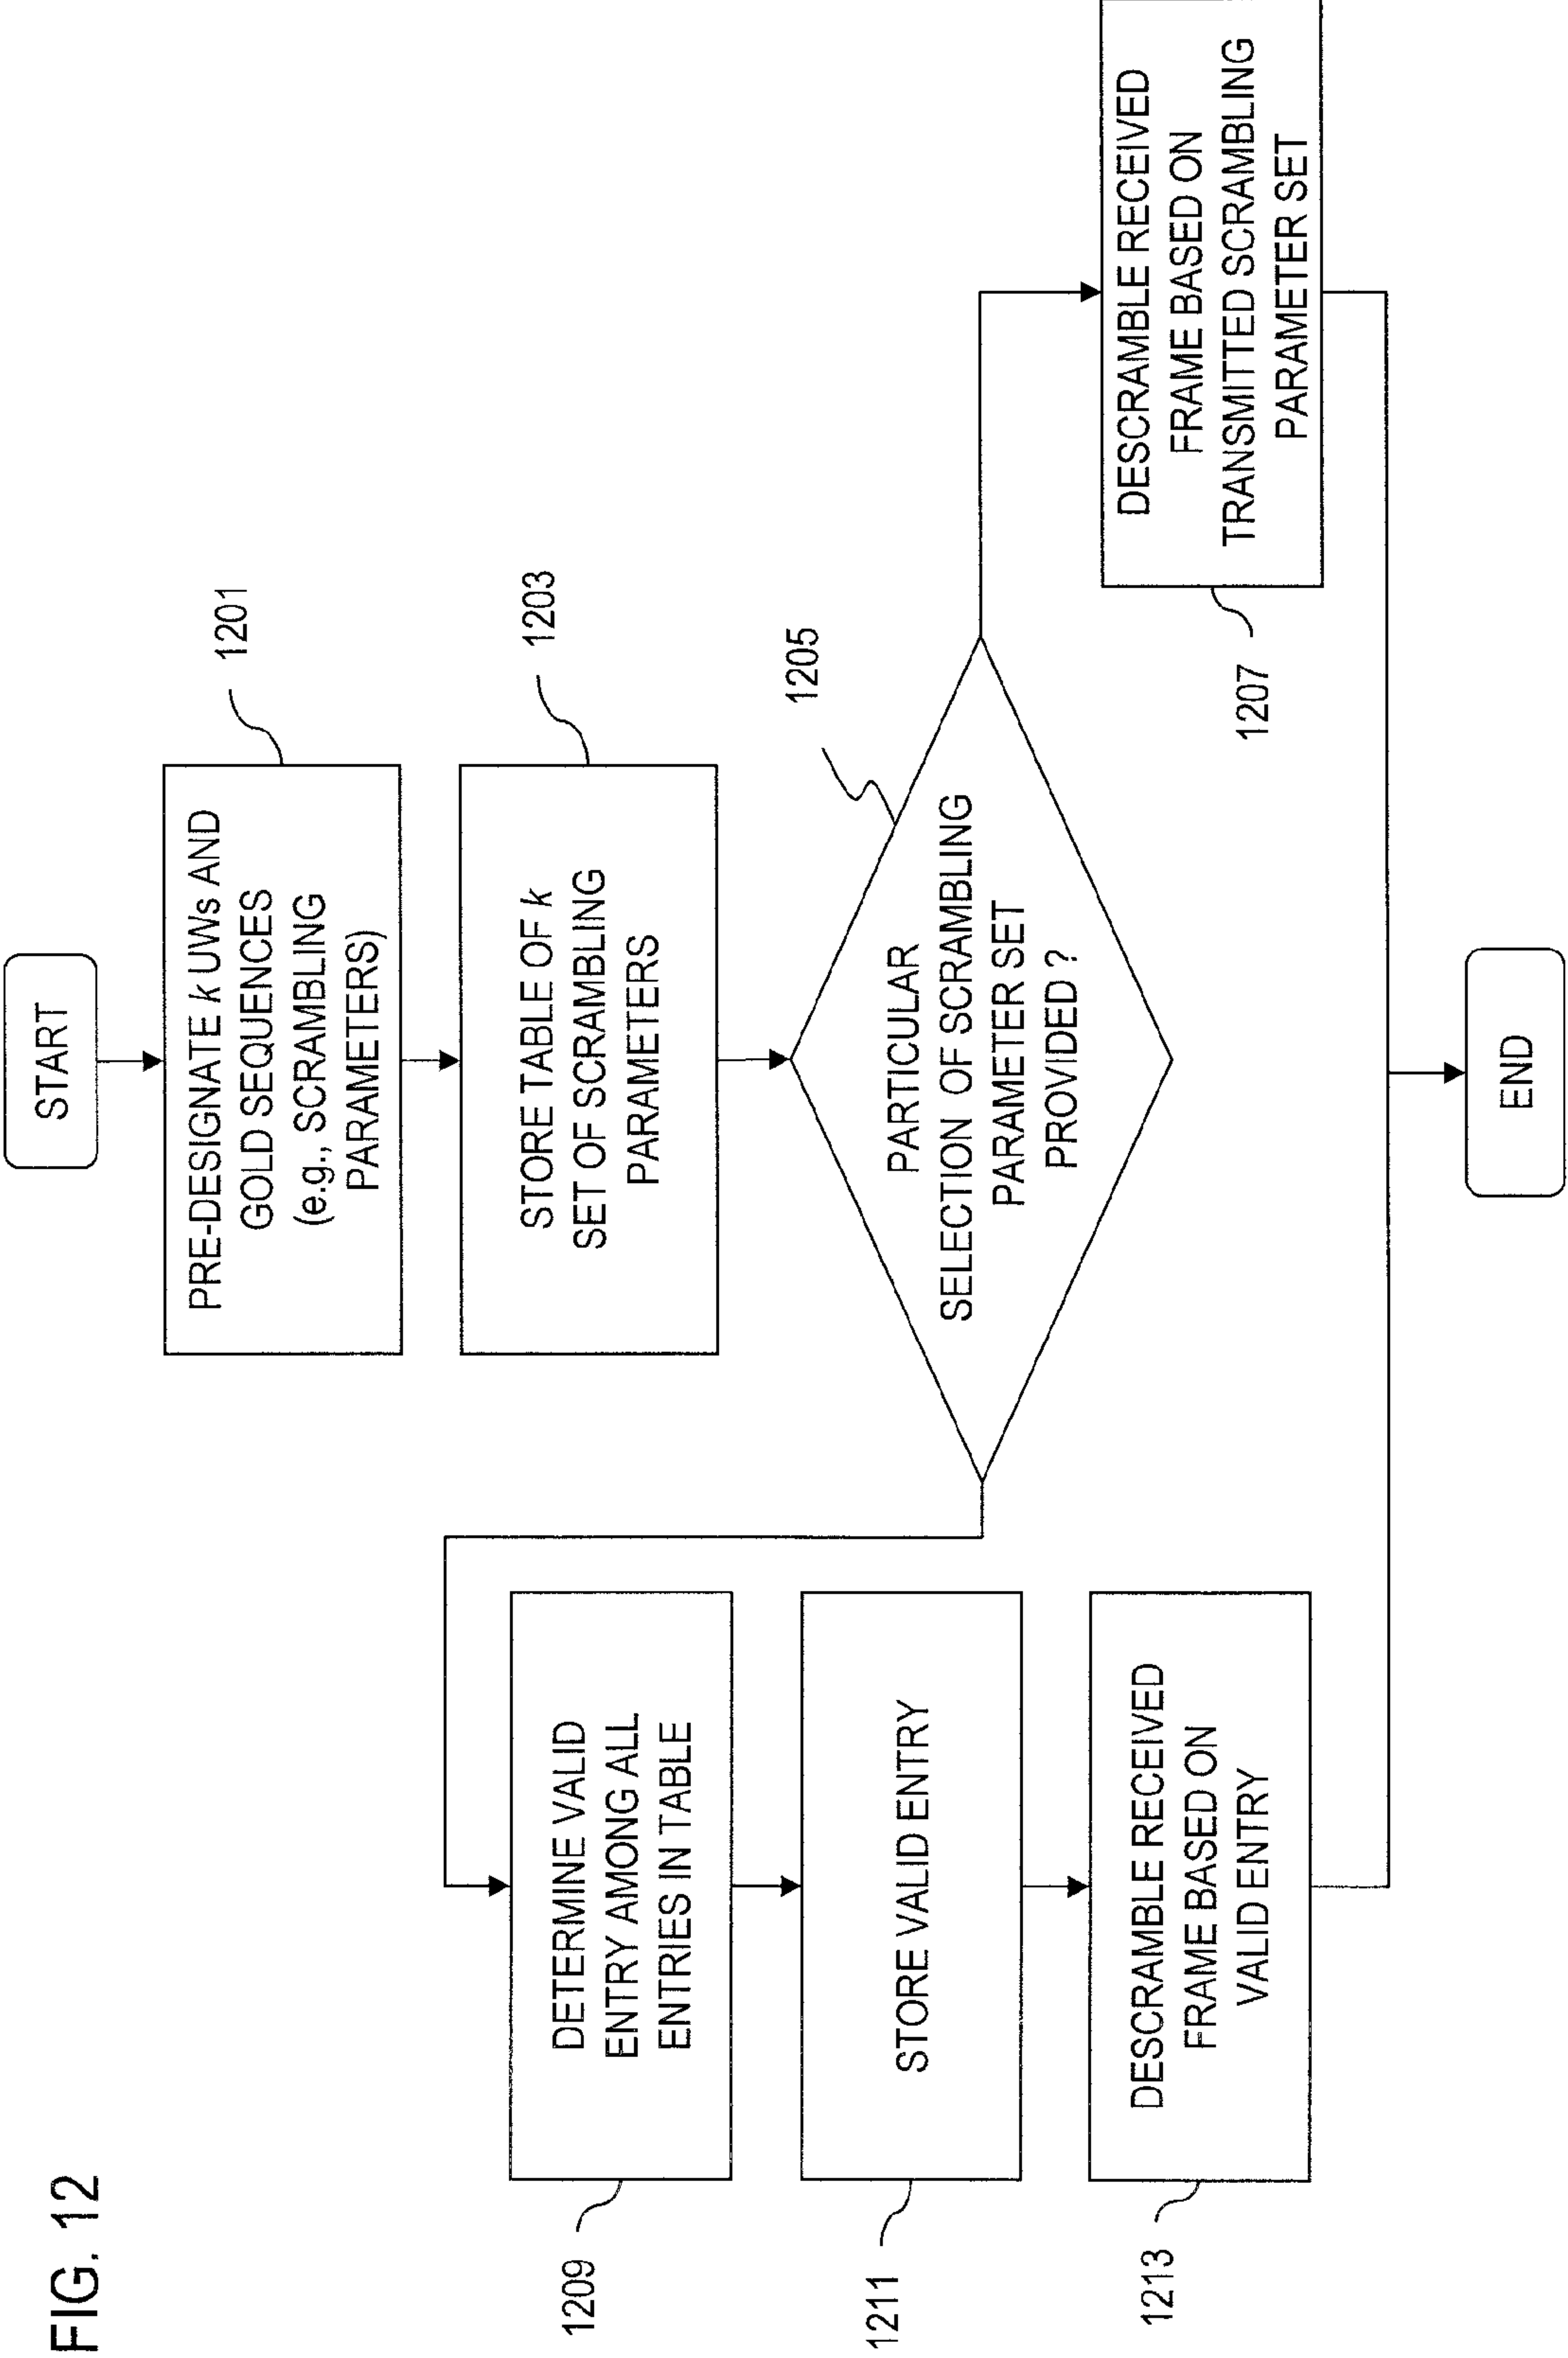 FIG. 12
START
PRE-DESIGNATE k UWs AND
GOLD SEQUENCES
(e.g., SCRAMBLING
PARAMETERS)
1201
STORE TABLE OF k
SET OF SCRAMBLING
PARAMETERS
1203
PARTICULAR
SELECTION OF SCRAMBLING
PARAMETER SET
PROVIDED ?
1205
DESCRAMBLE RECEIVED
FRAME BASED ON
TRANSMITTED SCRAMBLING
PARAMETER SET
1207
DETERMINE VALID
ENTRY AMONG ALL
ENTRIES IN TABLE
1209
STORE VALID ENTRY
1211
DESCRAMBLE RECEIVED
FRAME BASED ON
VALID ENTRY
1213
END